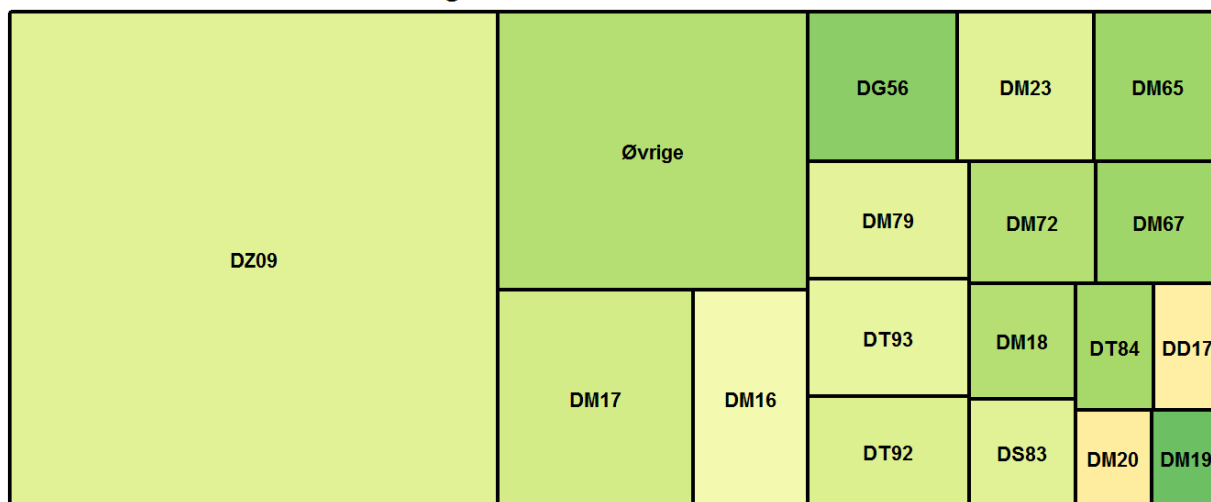 DZ09
Øvrige
DM17
DM16
DG56
DM23
DM65
DM79
DM72
DM67
DT93
DM18
DT84
DD17
DT92
DS83
DM20
DM19